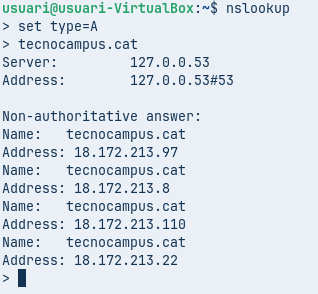 usuari@usuari-VirtualBox:~$ nslookup
> set type=A
> tecnocampus.cat
Server:         127.0.0.53
Address:        127.0.0.53#53

Non-authoritative answer:
Name:   tecnocampus.cat
Address: 18.172.213.97
Name:   tecnocampus.cat
Address: 18.172.213.8
Name:   tecnocampus.cat
Address: 18.172.213.110
Name:   tecnocampus.cat
Address: 18.172.213.22
>